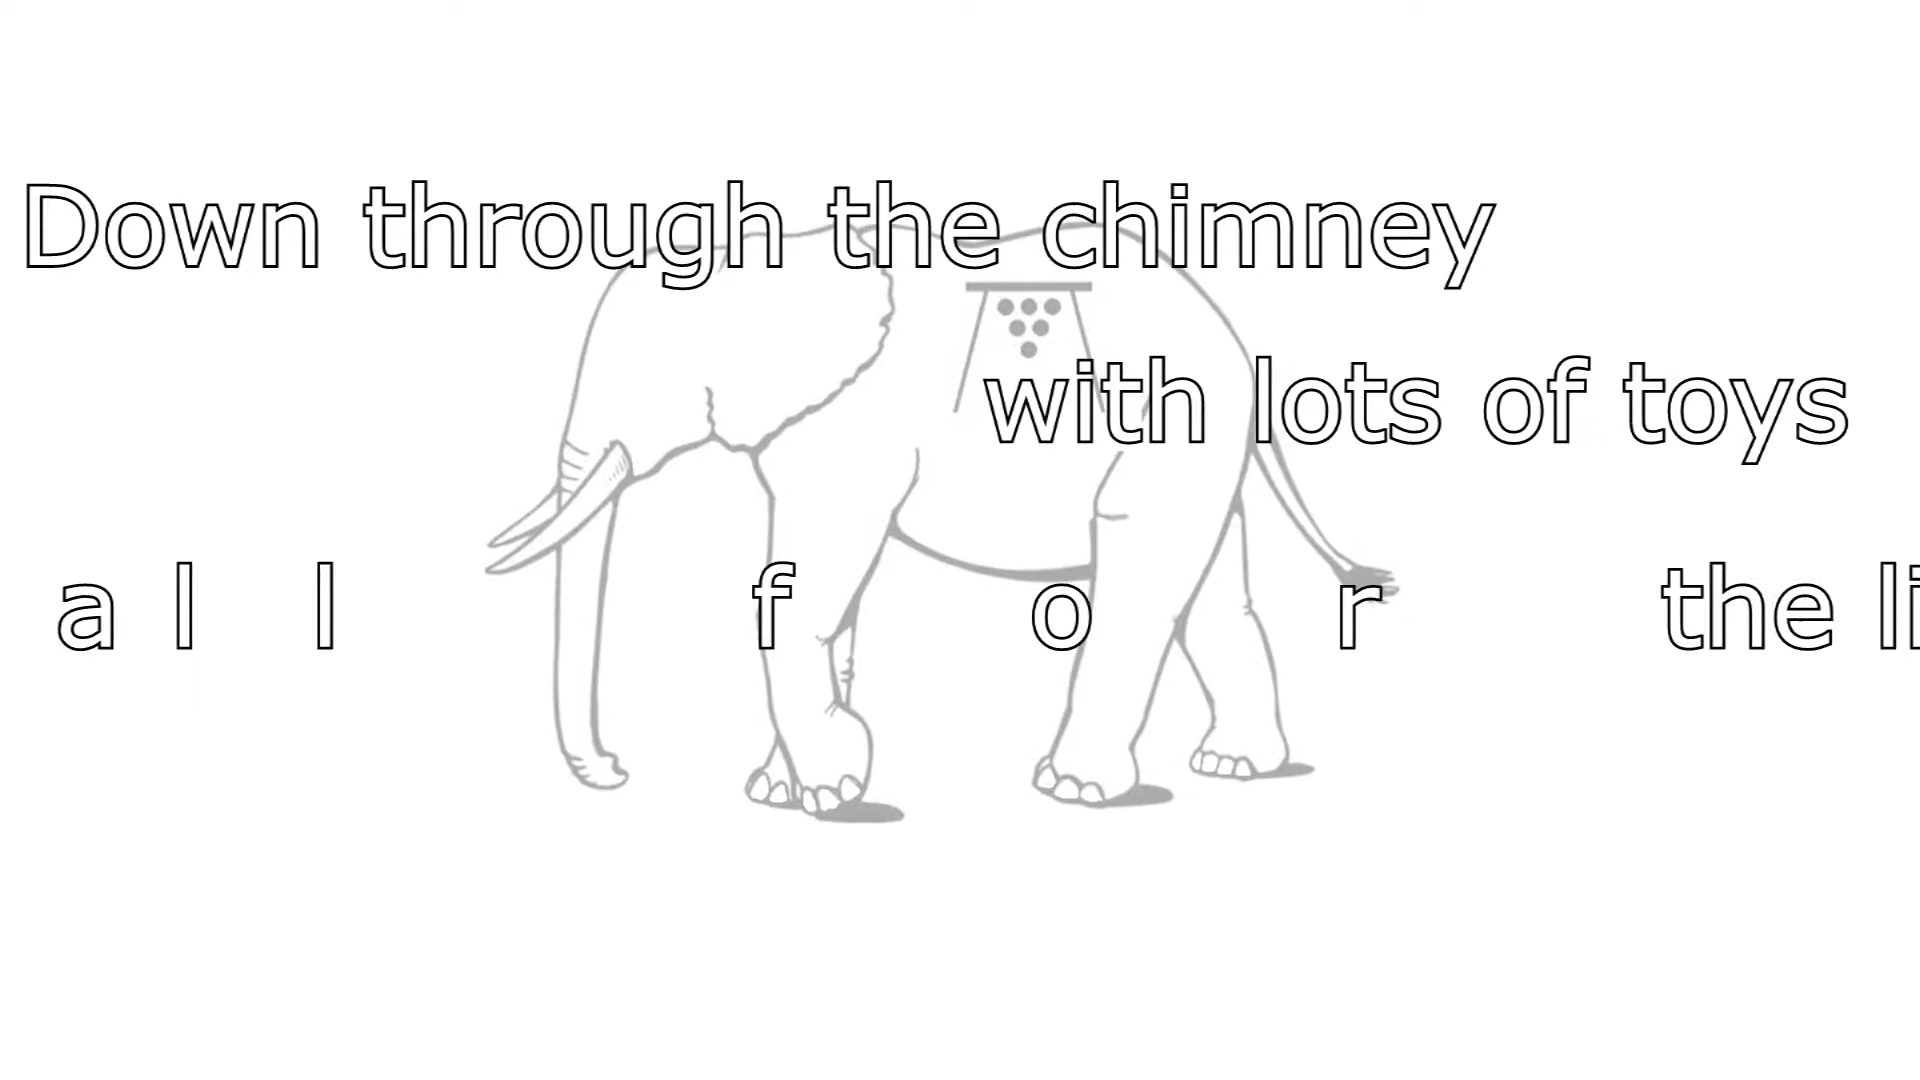 Down through the chimney
with lots of toys
a l l f o r the li